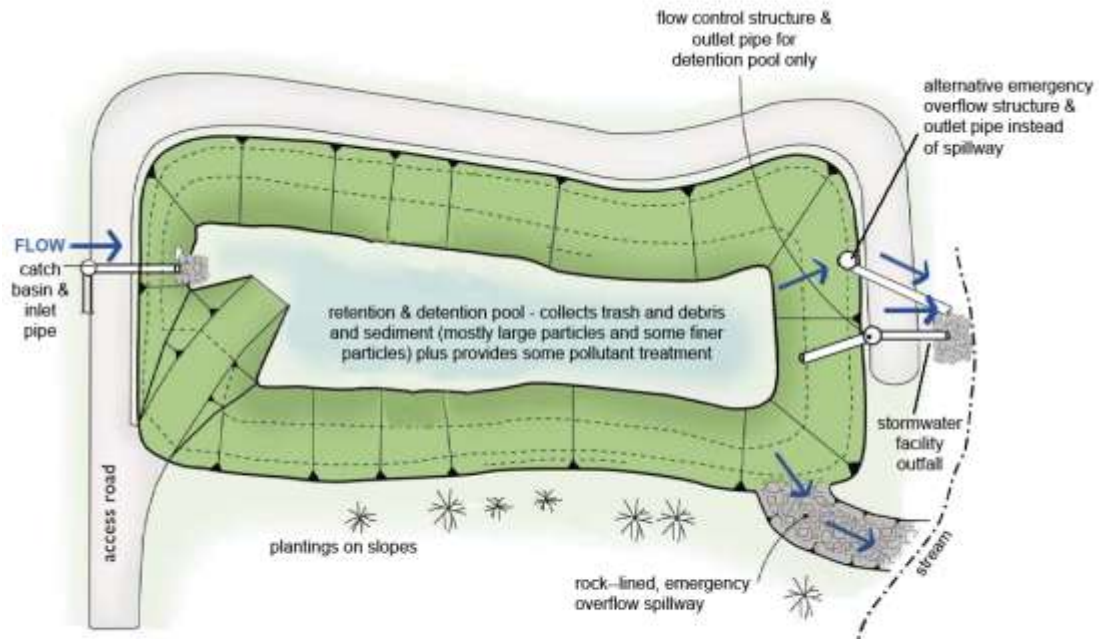 flow control structure &
outlet pipe for
detention pool only
alternative emergency
overflow structure &
outlet pipe instead
of spillway
FLOW
catch
basin &
inlet
pipe
retention & detention pool - collects trash and debris
and sediment (mostly large particles and some finer
particles) plus provides some pollutant treatment
stormwater
facility
outfall
access road
plantings on slopes
rock--lined, emergency
overflow spillway
stream